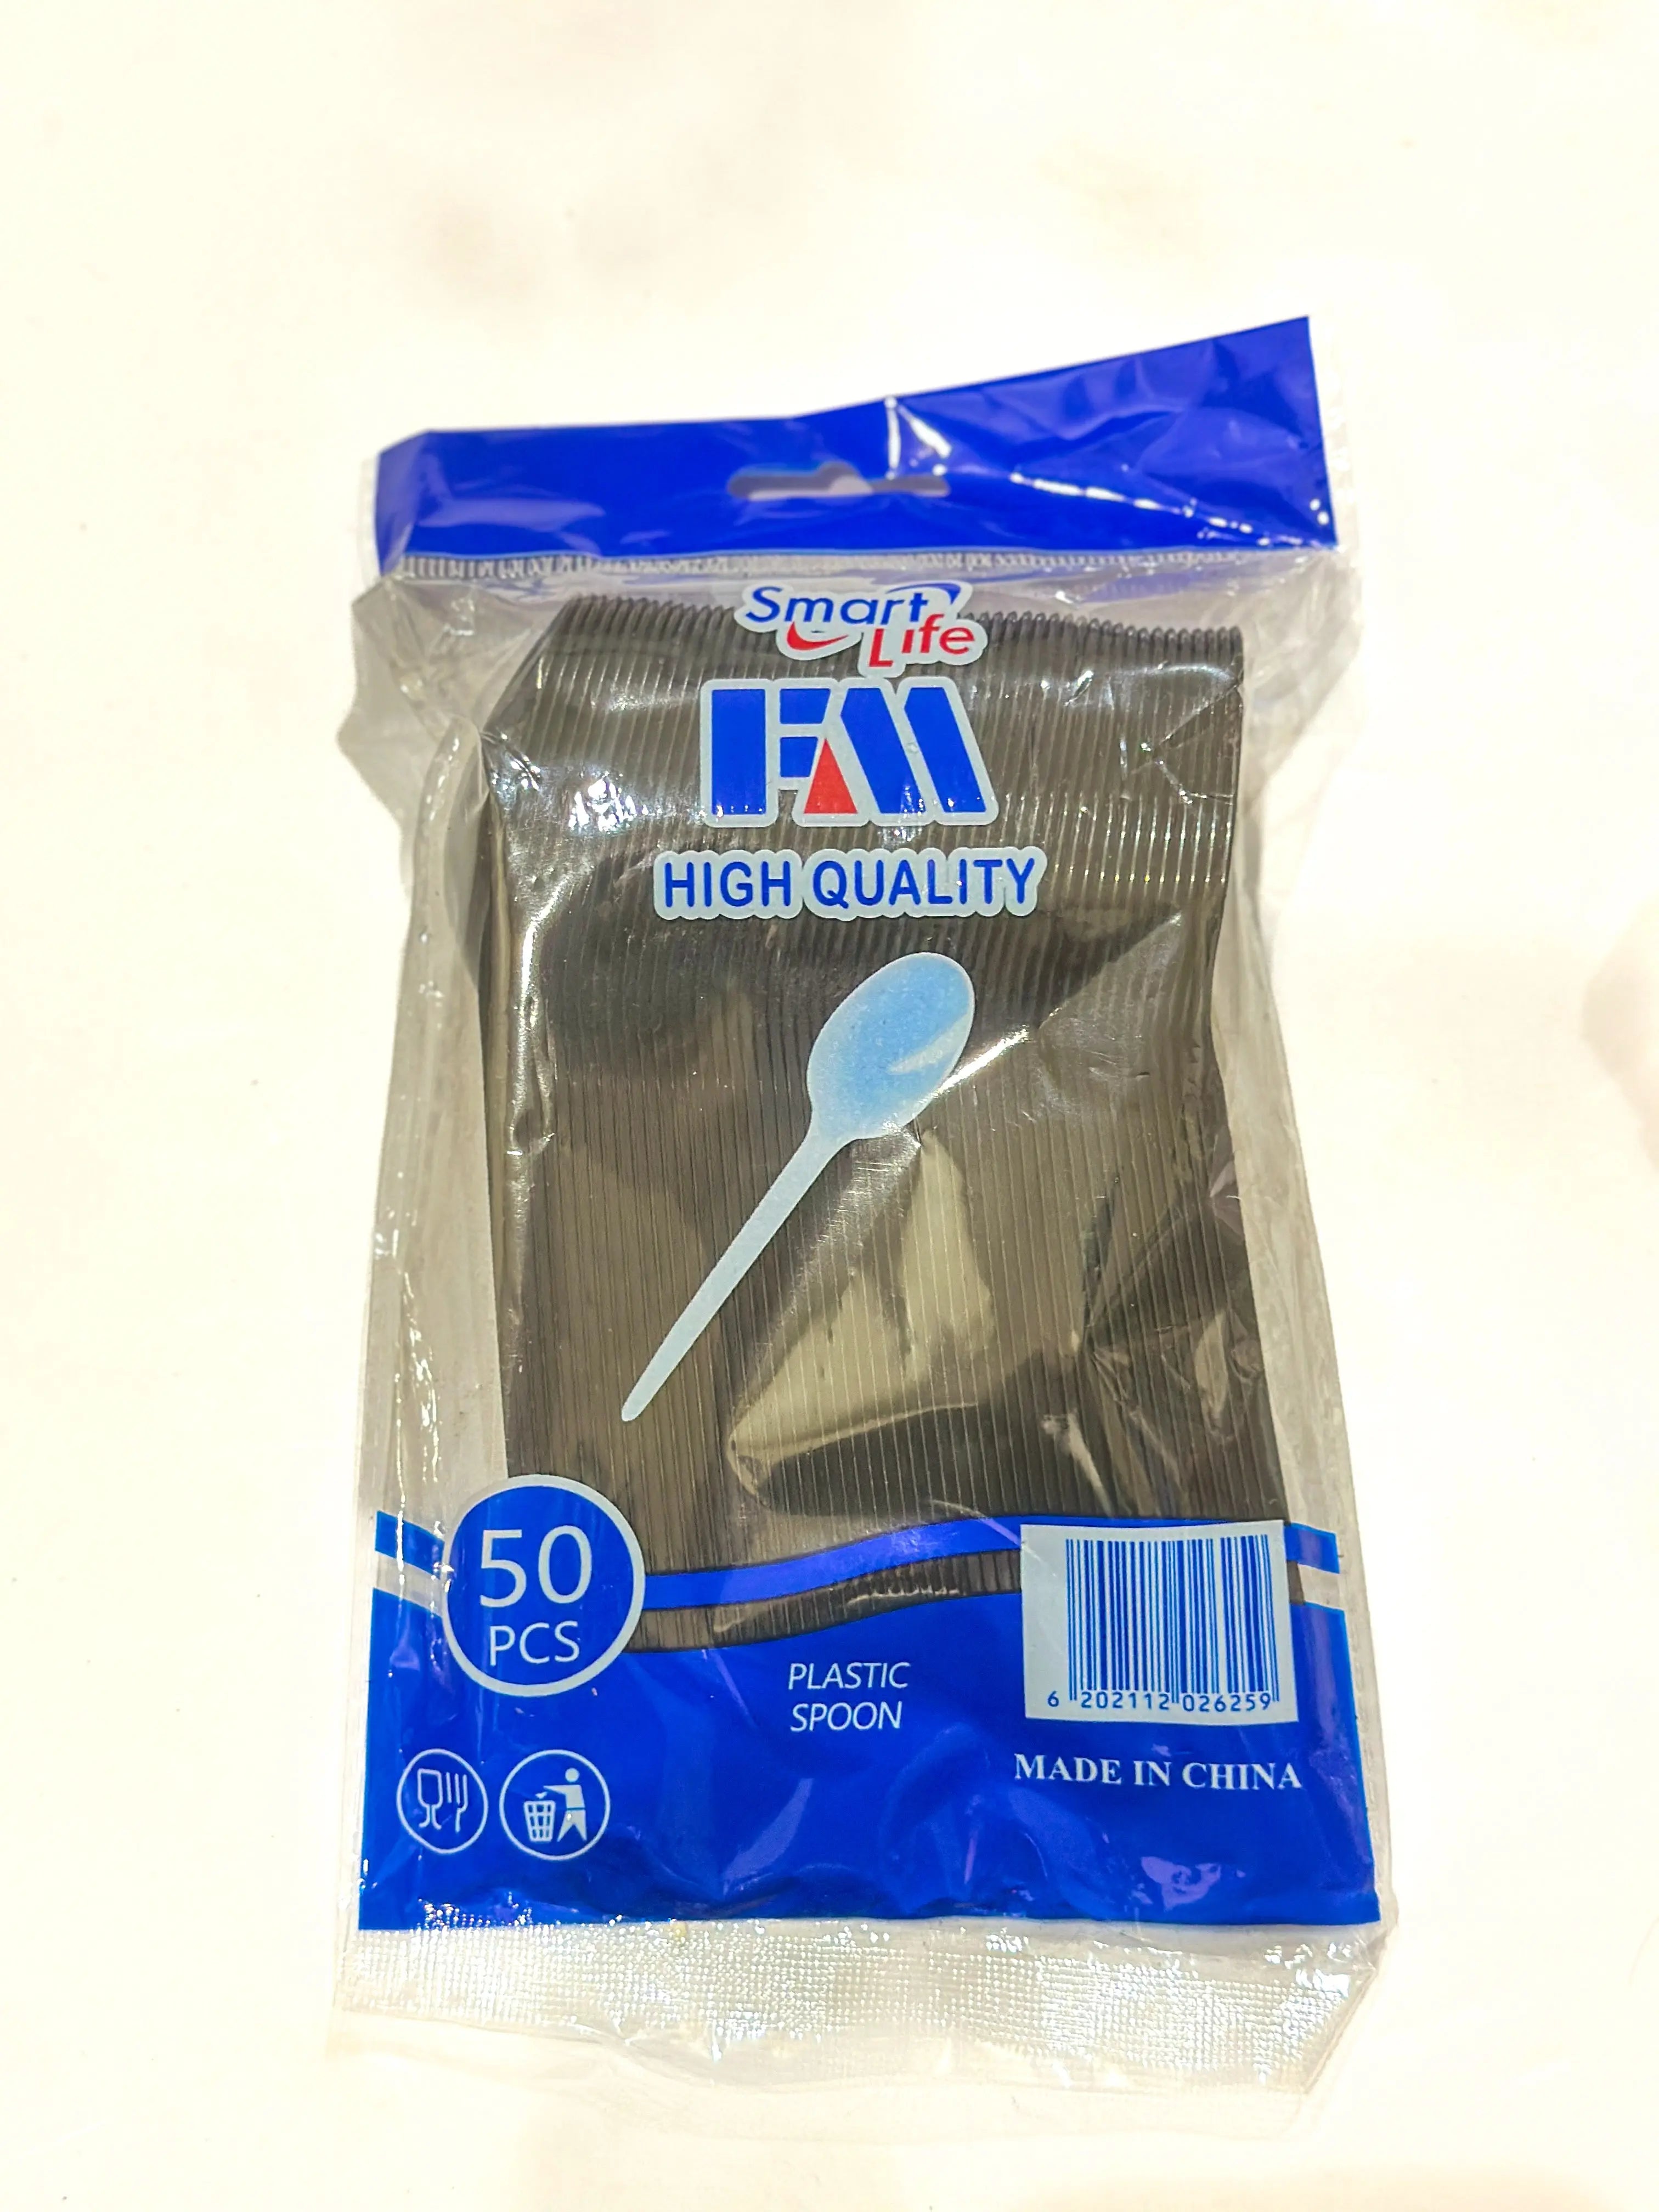 Smart
Life
FM
HIGH QUALITY
50
PCS
PLASTIC
SPOON
6 202112 026259
MADE IN CHINA